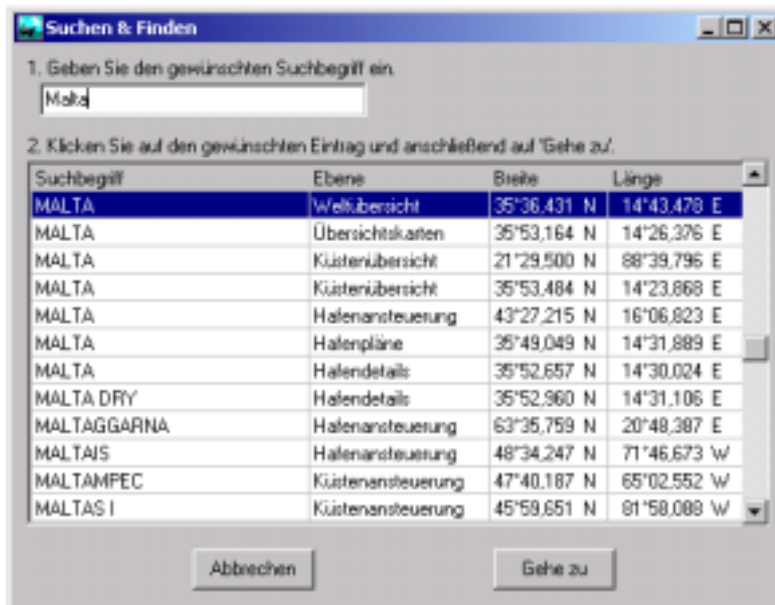 Suchen & Finden
1. Geben Sie den gewünschten Suchbegriff ein.
Malta
2. Klicken Sie auf den gewünschten Eintrag und anschließend auf 'Gehe zu'.
Suchbegriff Ebene Breite Länge
MALTA Weltübersicht 35°36,431 N 14°43,478 E
MALTA Übersichtskarten 35°53,164 N 14°26,376 E
MALTA Küstenübersicht 21°29,500 N 88°39,796 E
MALTA Küstenübersicht 35°53,484 N 14°23,868 E
MALTA Hafenansteuerung 43°27,215 N 16°06,823 E
MALTA Hafenpläne 35°49,049 N 14°31,889 E
MALTA Hafendetails 35°52,657 N 14°30,024 E
MALTA DRY Hafendetails 35°52,960 N 14°31,106 E
MALTAGGARNA Hafenansteuerung 63°35,759 N 20°48,387 E
MALTAIS Hafenansteuerung 48°34,247 N 71°46,673 W
MALTAMPEC Küstenansteuerung 47°40,187 N 65°02,552 W
MALTAS I Küstenansteuerung 45°59,651 N 81°58,088 W
Abbrechen Gehe zu